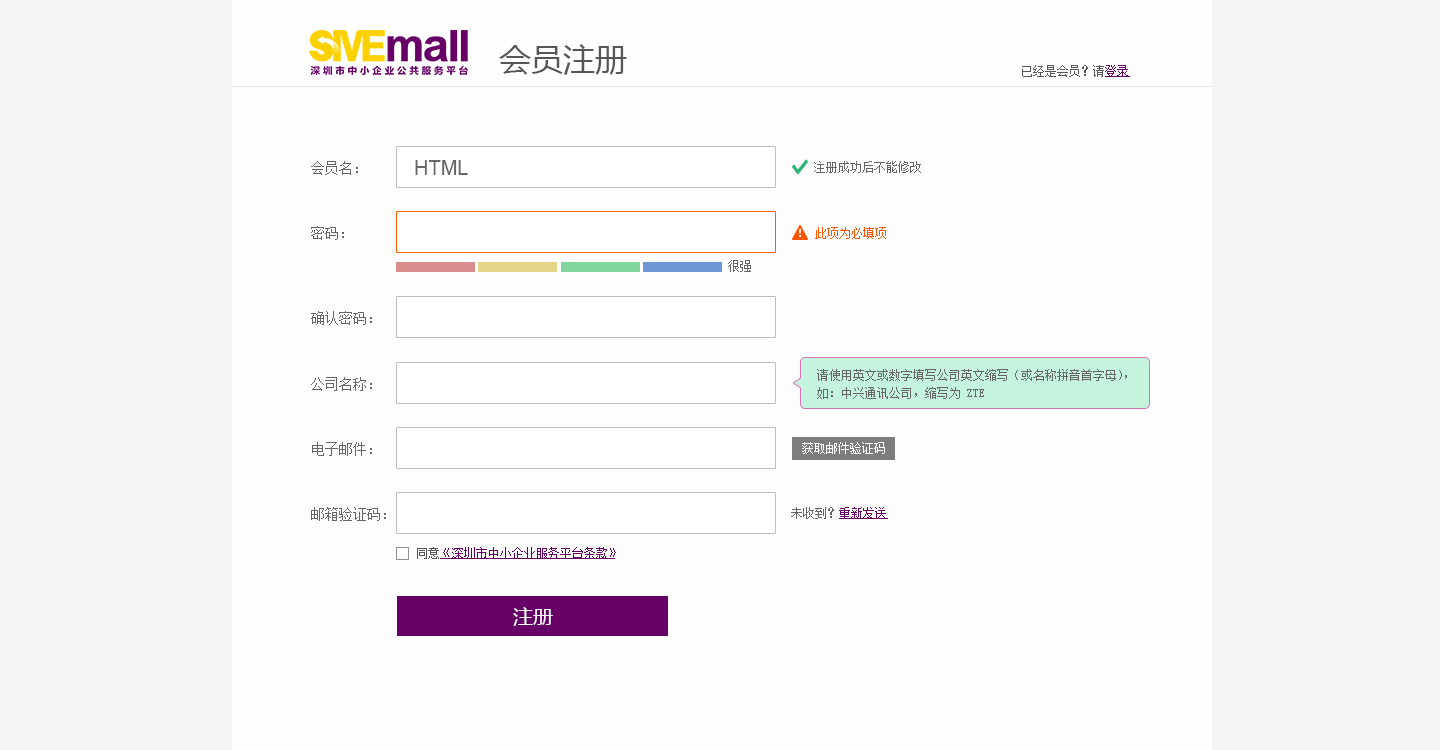 SMEmall
深圳市中小企业公共服务平台
会员注册
已经是会员？请登录
会员名：
HTML
注册成功后不能修改
密码：
此项为必填项
很强
确认密码：
公司名称：
请使用英文或数字填写公司英文缩写（或名称拼音首字母），
如：中兴通讯公司，缩写为 ZTE
电子邮件：
获取邮件验证码
邮箱验证码：
未收到？重新发送
同意《深圳市中小企业服务平台条款》
注册